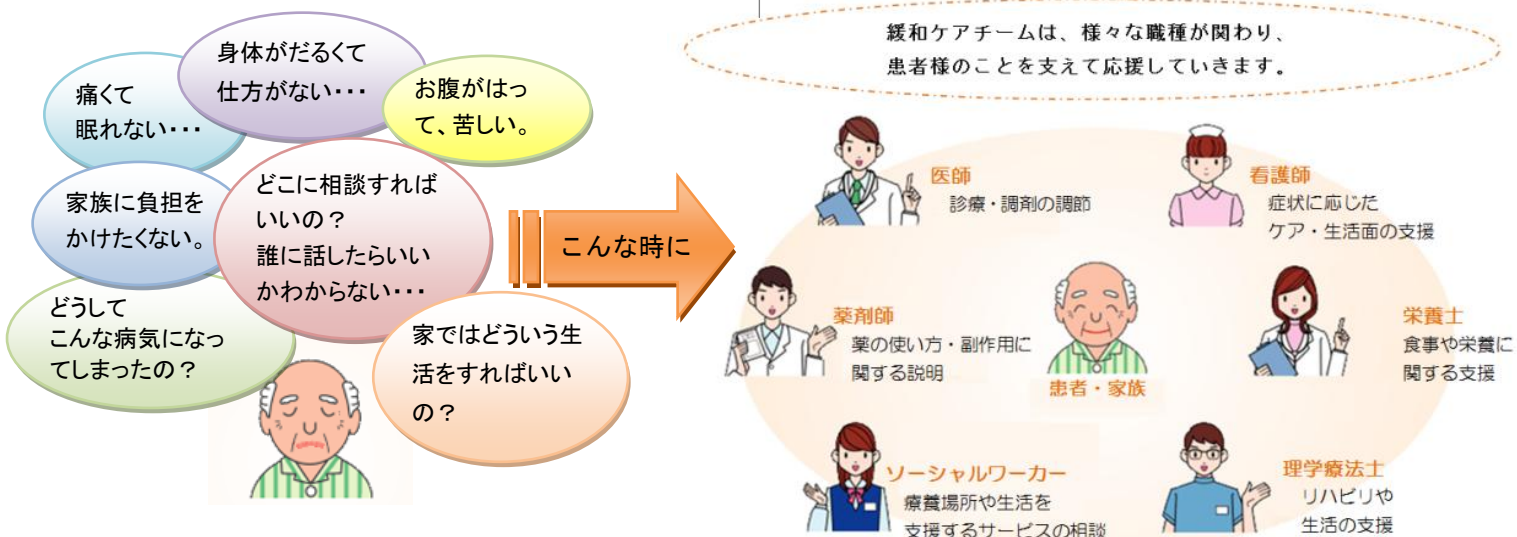 身体がだるくて
仕方がない・・・
痛くて
眠れない・・・
お腹がはっ
て、苦しい。
家族に負担を
かけたくない。
どこに相談すれば
いいの？
誰に話したらいい
かわからない・・・
どうして
こんな病気になっ
てしまったの？
家ではどういう生
活をすればいい
の？
こんな時に
緩和ケアチームは、様々な職種が関わり、
患者様のことを支えて応援していきます。
医師
診療・調剤の調節
看護師
症状に応じた
ケア・生活面の支援
薬剤師
薬の使い方・副作用に
関する説明
患者・家族
栄養士
食事や栄養に
関する支援
ソーシャルワーカー
療養場所や生活を
支援するサービスの相談
理学療法士
リハビリや
生活の支援